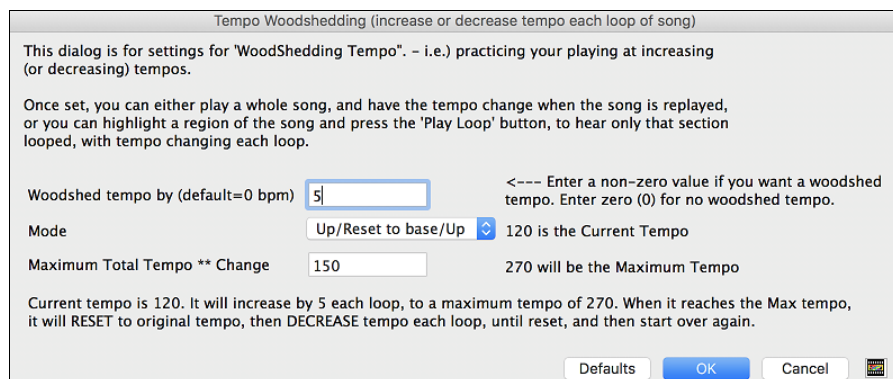 Tempo Woodshedding (increase or decrease tempo each loop of song)
This dialog is for settings for 'WoodShedding Tempo". – i.e.) practicing your playing at increasing
(or decreasing) tempos.
Once set, you can either play a whole song, and have the tempo change when the song is replayed,
or you can highlight a region of the song and press the 'Play Loop' button, to hear only that section
looped, with tempo changing each loop.
Woodshed tempo by (default=0 bpm) 5 <--- Enter a non-zero value if you want a woodshed
tempo. Enter zero (0) for no woodshed tempo.
Mode Up/Reset to base/Up 120 is the Current Tempo
Maximum Total Tempo ** Change 150 270 will be the Maximum Tempo
Current tempo is 120. It will increase by 5 each loop, to a maximum tempo of 270. When it reaches the Max tempo,
it will RESET to original tempo, then DECREASE tempo each loop, until reset, and then start over again.
Defaults OK Cancel